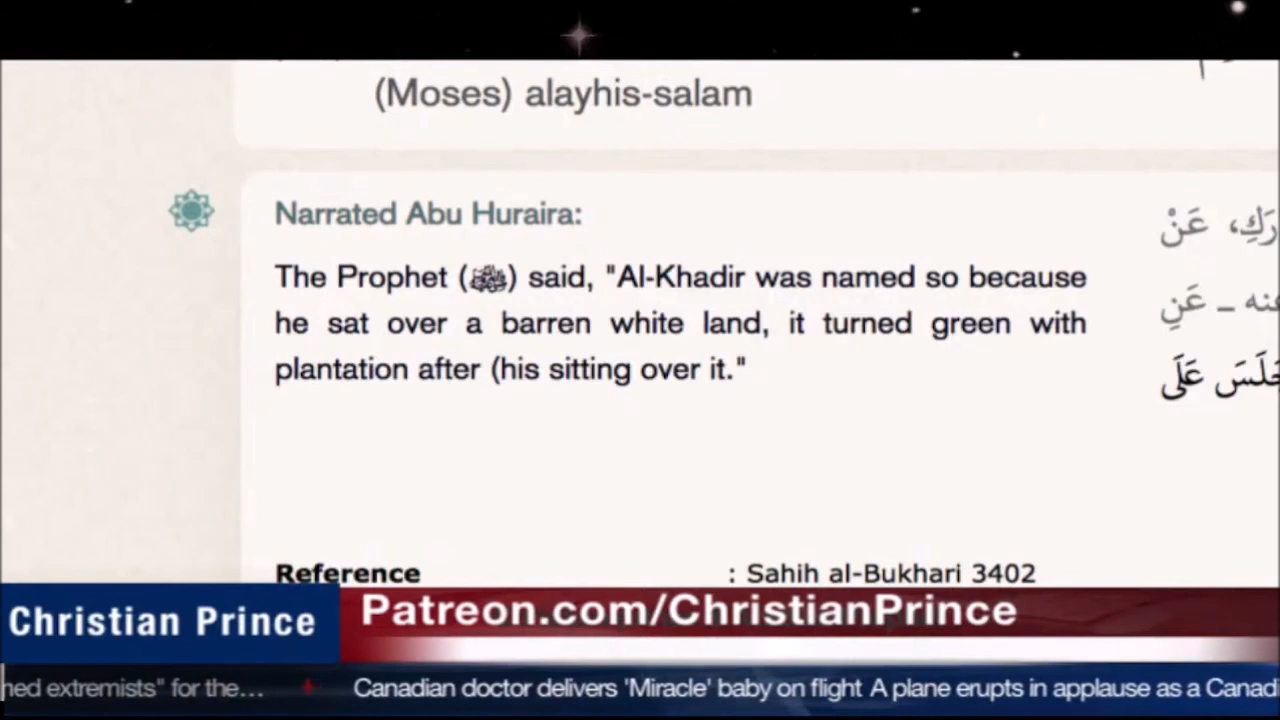 (Moses) alayhis-salam
Narrated Abu Huraira:
The Prophet (ﷺ) said, "Al-Khadir was named so because
he sat over a barren white land, it turned green with
plantation after (his sitting over it."
عَنْ
عنه ـ عَنِ
جَلَسَ عَلَى
Reference : Sahih al-Bukhari 3402
Christian Prince
Patreon.com/ChristianPrince
ned extremists" for the... Canadian doctor delivers 'Miracle' baby on flight A plane erupts in applause as a Canad